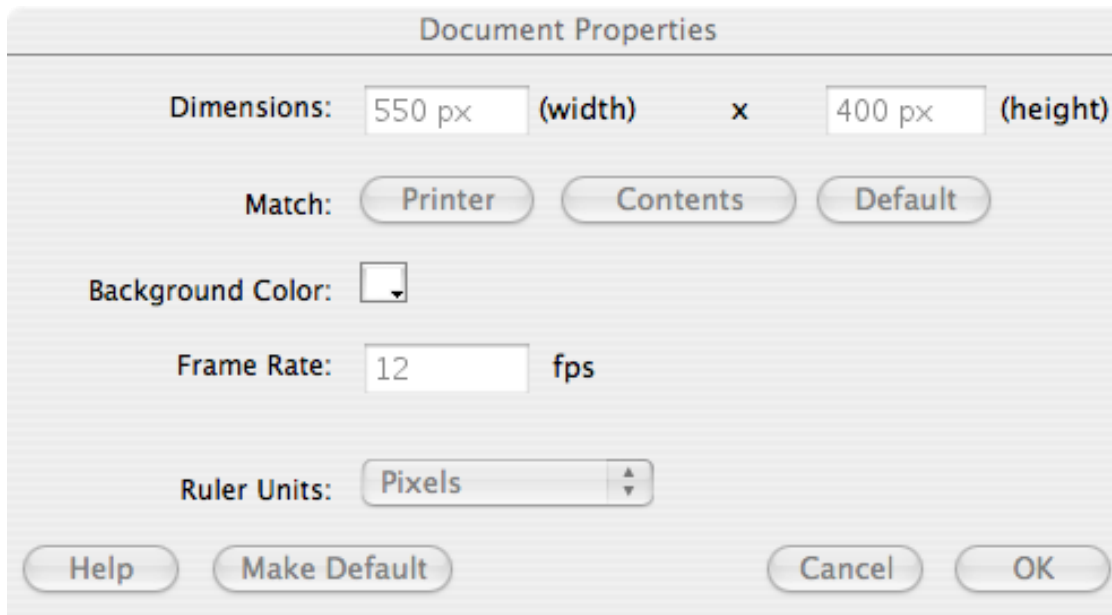 Document Properties
Dimensions: 550 px (width) x 400 px (height)
Match: Printer Contents Default
Background Color:
Frame Rate: 12 fps
Ruler Units: Pixels
Help Make Default Cancel OK